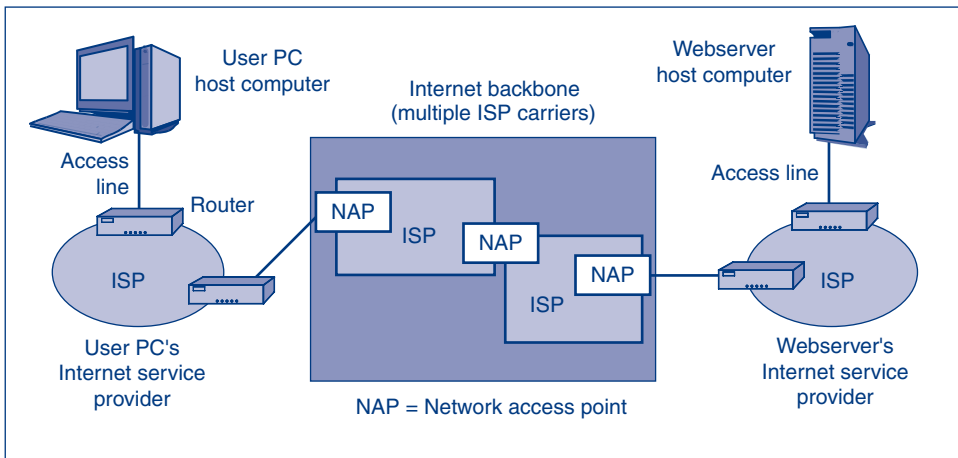 User PC
host computer
Webserver
host computer
Internet backbone
(multiple ISP carriers)
Access
line
Access line
Router
NAP
ISP
NAP
NAP
ISP
ISP
ISP
User PC's
Internet service
provider
Webserver's
Internet service
provider
NAP = Network access point